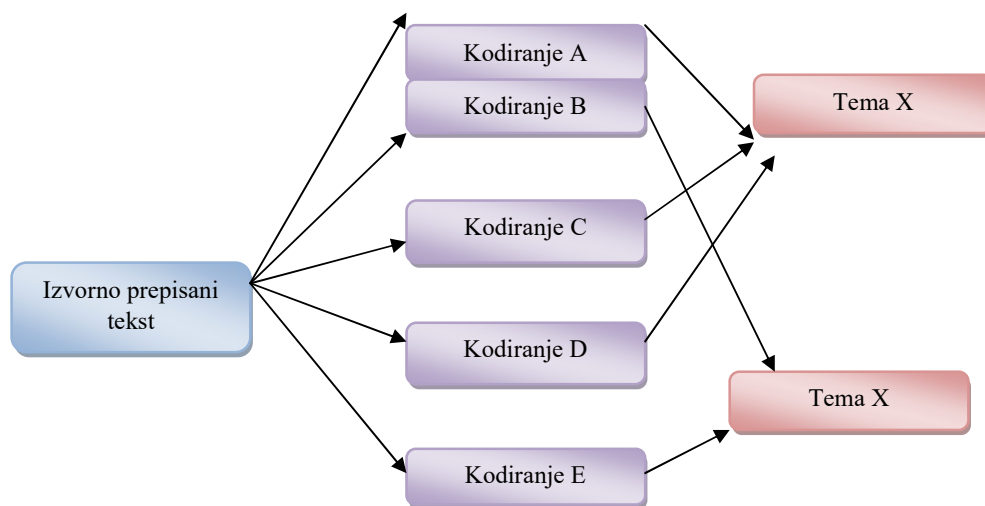 Kodiranje A
Kodiranje B
Tema X
Kodiranje C
Izvorno prepisani
tekst
Kodiranje D
Tema X
Kodiranje E